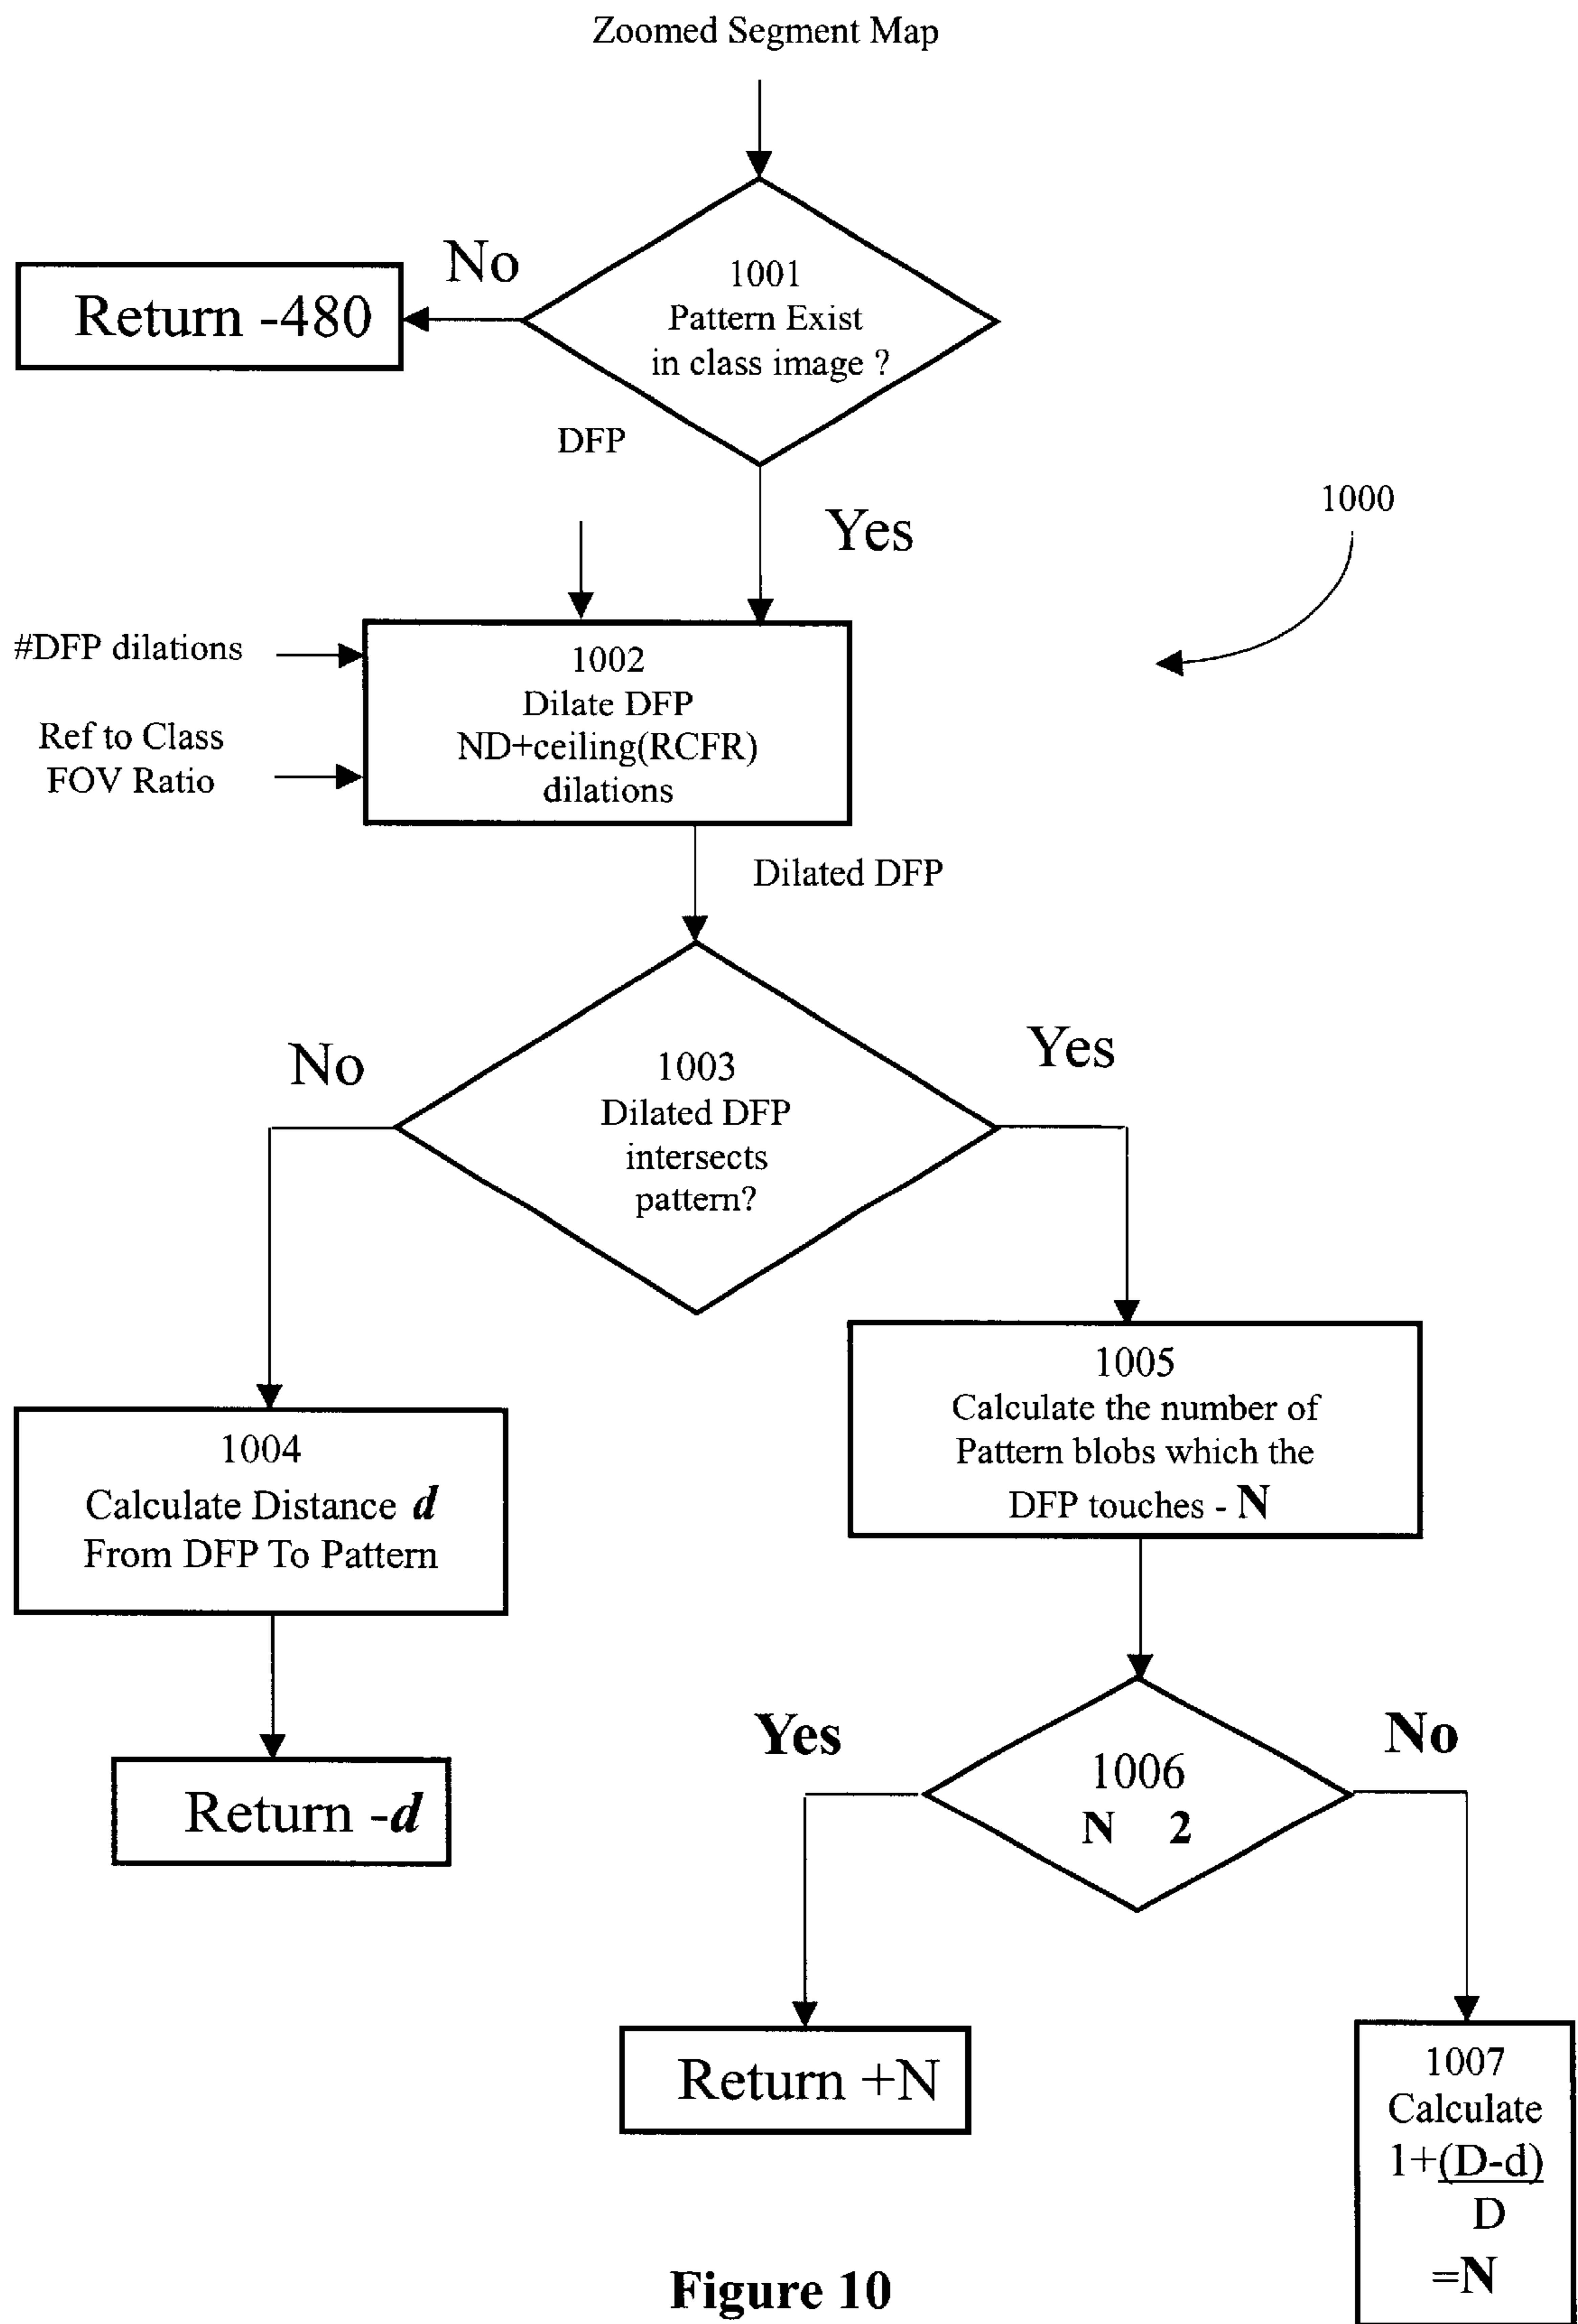 Zoomed Segment Map
No
Return -480
1001
Pattern Exist
in class image ?
DFP
Yes
1000
#DFP dilations
Ref to Class
FOV Ratio
1002
Dilate DFP
ND+ceiling(RCFR)
dilations
Dilated DFP
No
Yes
1003
Dilated DFP
intersects
pattern?
1005
Calculate the number of
Pattern blobs which the
DFP touches - N
1004
Calculate Distance d
From DFP To Pattern
Return -d
Yes
No
1006
N 2
Return +N
1007
Calculate
1+(D-d)
D
=N
Figure 10